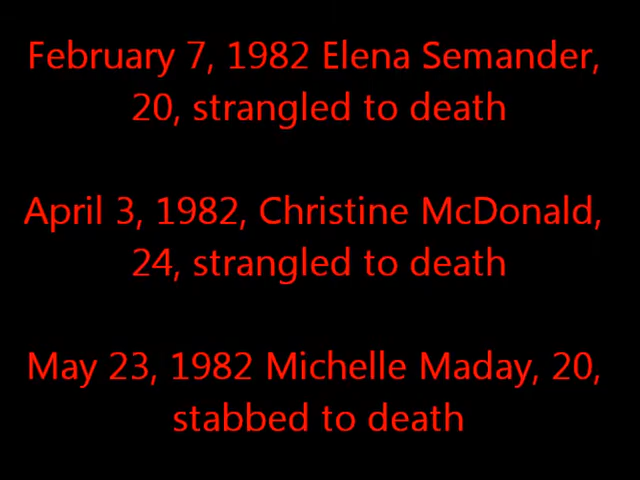 February 7, 1982 Elena Semander,
20, strangled to death
April 3, 1982, Christine McDonald,
24, strangled to death
May 23, 1982 Michelle Maday, 20,
stabbed to death